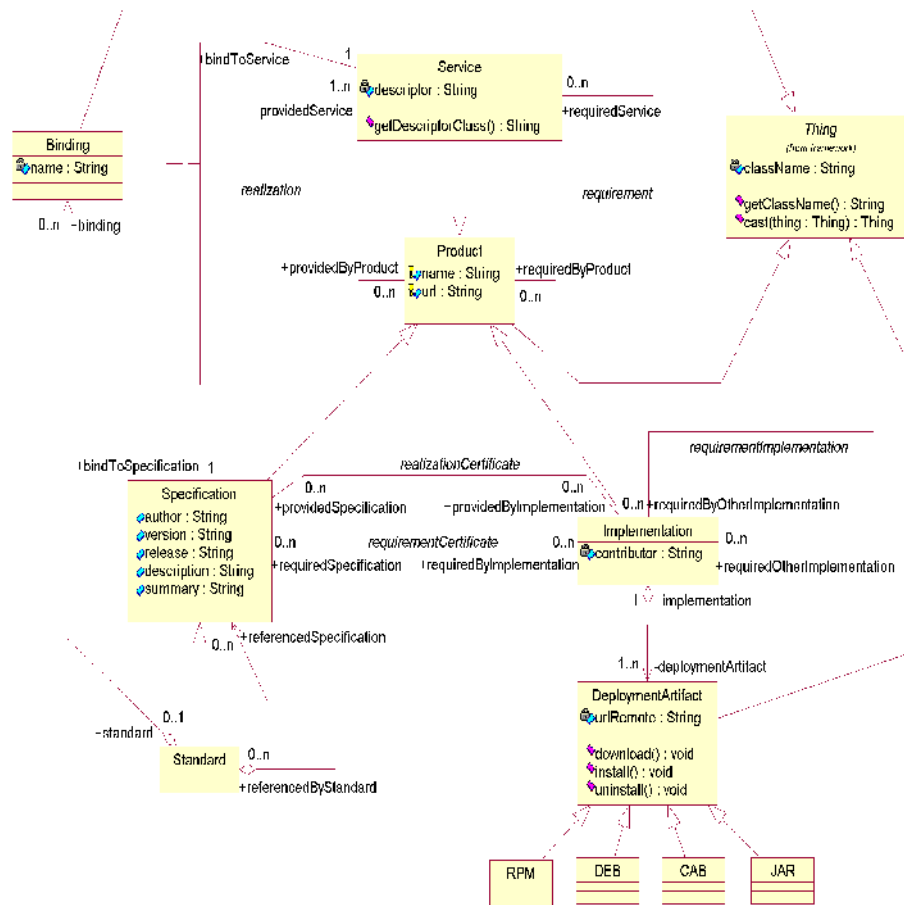 +bindToService
1
Service
descriptor : String
getDescriptorClass() : String
1..n
providedService
0..n
+requiredService
Binding
name : String
0..n
-binding
realization
requirement
Thing
(from framework)
className : String
getClassName() : String
cast(thing : Thing) : Thing
Product
name : String
url : String
+providedByProduct
0..n
+requiredByProduct
0..n
+bindToSpecification
1
Specification
author : String
version : String
release : String
description : String
summary : String
realizationCertificate
0..n
+providedSpecification
0..n
-providedByImplementation
requirementCertificate
0..n
+requiredSpecification
0..n
+requiredByImplementation
requirementImplementation
0..n
+requiredByOtherImplementation
Implementation
contributor : String
0..n
+requiredOtherImplementation
implementation
0..n
+referencedSpecification
1..n
-deploymentArtifact
DeploymentArtifact
urlRemote : String
download() : void
install() : void
uninstall() : void
0..1
-standard
Standard
0..n
+referencedByStandard
RPM
DEB
CAB
JAR